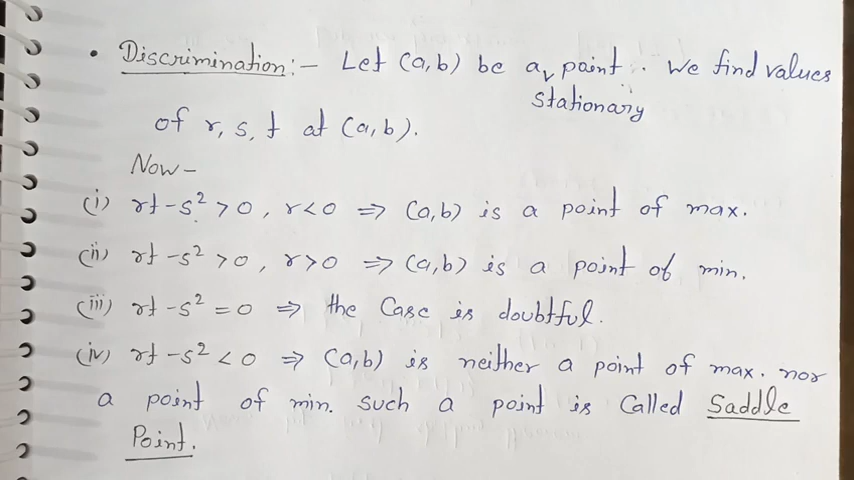 • Discrimination:- Let (a,b) be a stationary point. We find values
of r, s, t at (a,b).
Now-
(i) rt-s² > 0, r<0 ⇒ (a,b) is a point of max.
(ii) rt-s² > 0, r>0 ⇒ (a,b) is a point of min.
(iii) rt-s² = 0 ⇒ the Case is doubtful.
(iv) rt-s² < 0 ⇒ (a,b) is neither a point of max. nor
a point of min. such a point is Called Saddle
Point.